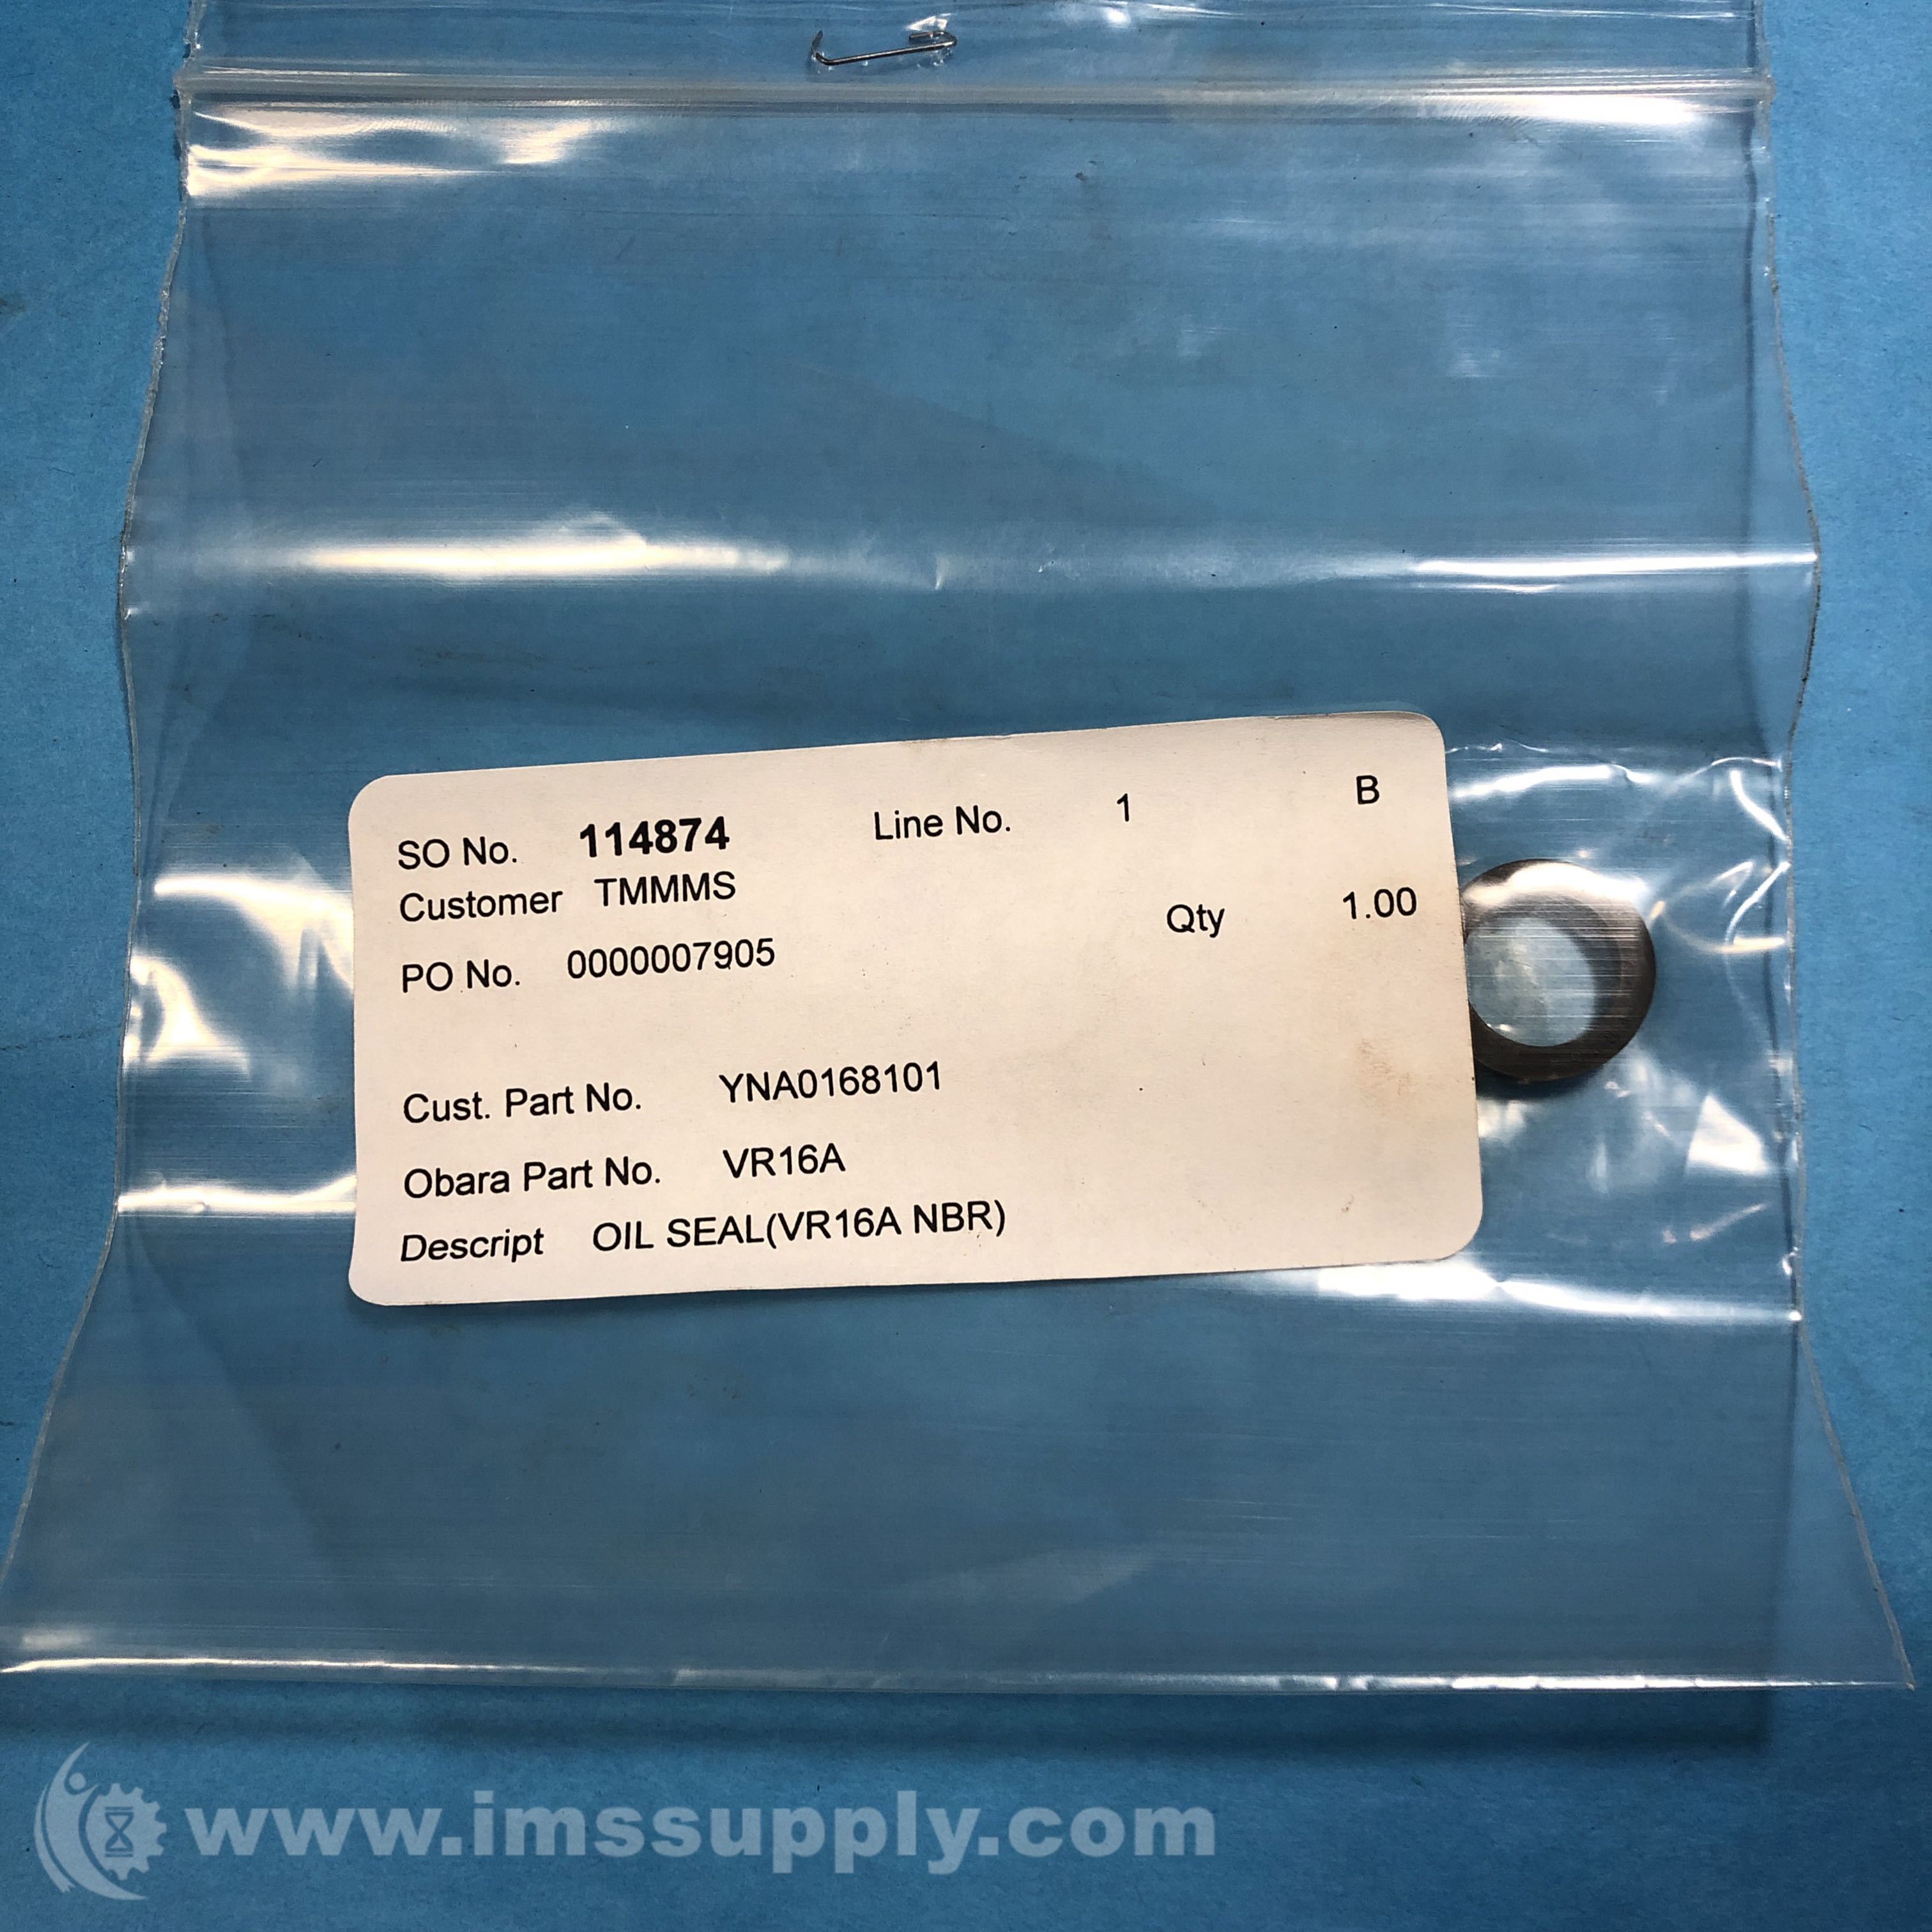 SO No. 114874 Line No. 1 B
Customer TMMMS
Qty 1.00
PO No. 0000007905
Cust. Part No. YNA0168101
Obara Part No. VR16A
Descript OIL SEAL(VR16A NBR)
www.imssupply.com